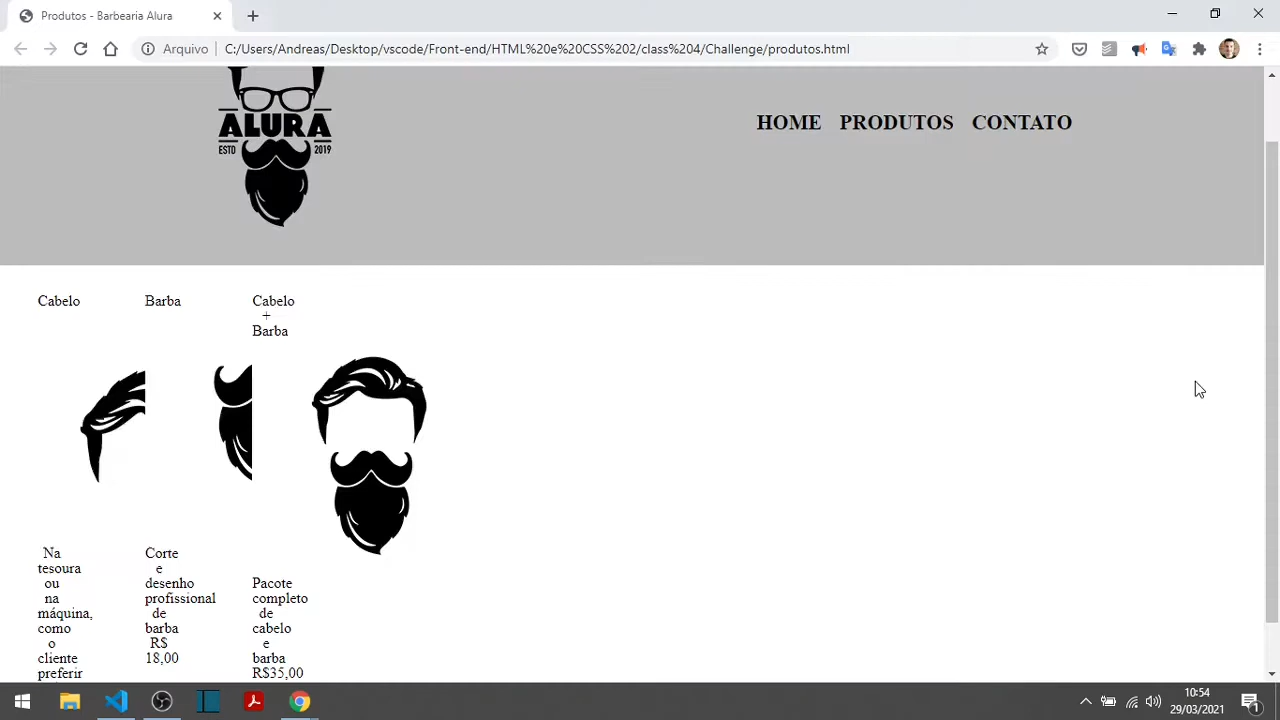 Produtos - Barbearia Alura
Arquivo
C:/Users/Andreas/Desktop/vscode/Front-end/HTML%20e%20CSS%202/class%204/Challenge/produtos.html
ALURA
ESTD 2019
HOME PRODUTOS CONTATO
Cabelo
Barba
Cabelo
+
Barba
Na
tesoura
ou
na
máquina,
como
o
cliente
preferir
Corte
e
desenho
profissional
de
barba
R$
18,00
Pacote
completo
de
cabelo
e
barba
R$35,00
10:54
29/03/2021
1